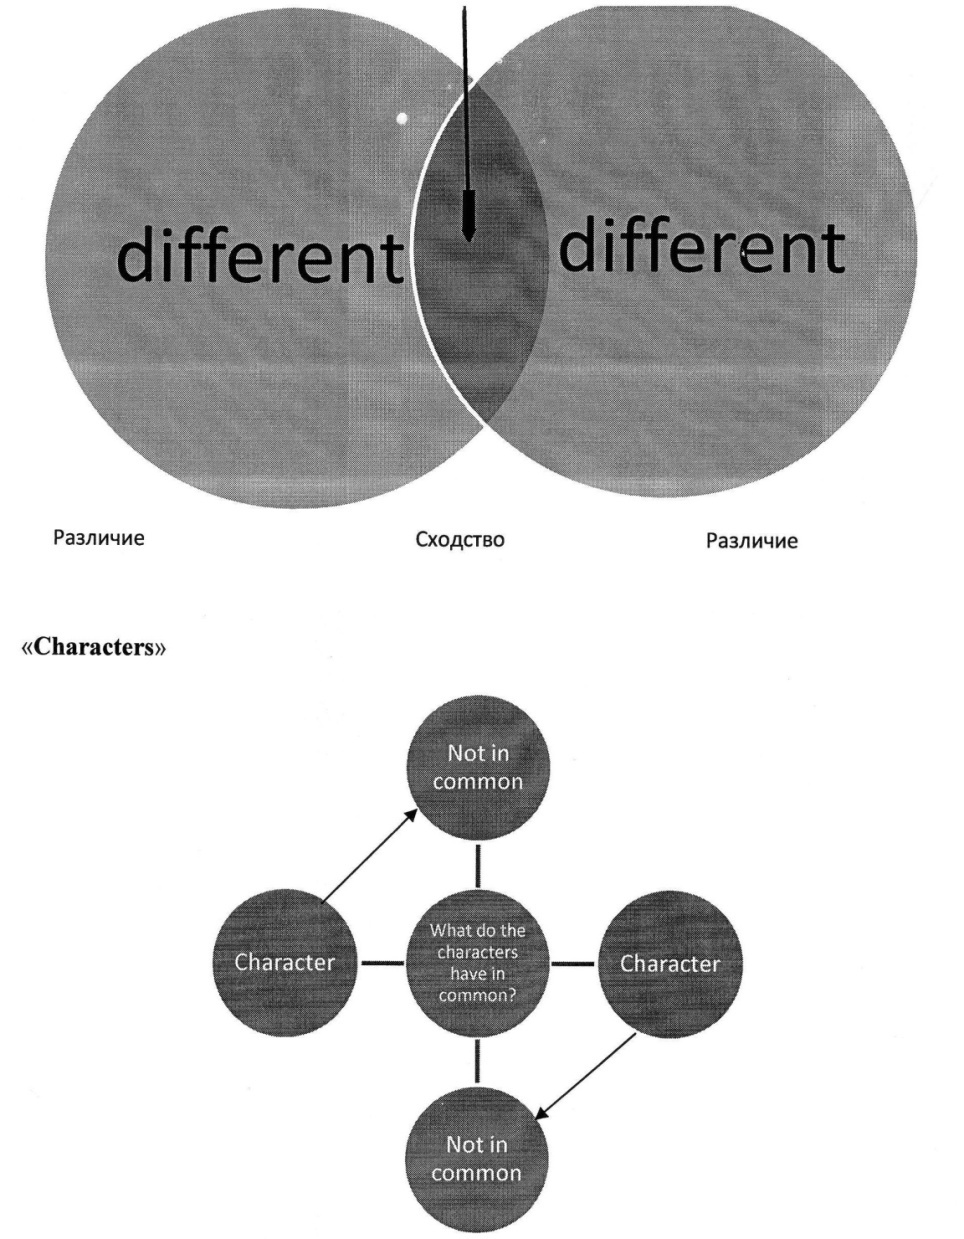 different
different
Различие
Сходство
Различие
«Characters»
Not in
common
Character
What do the
characters
have in
common?
Character
Not in
common